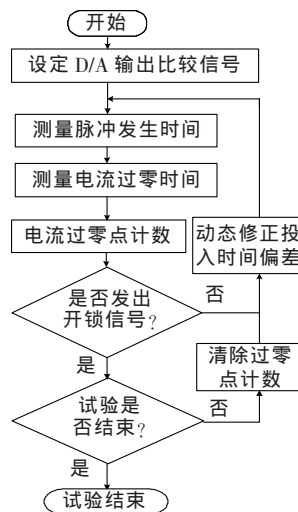 开始
设定 D/A 输出比较信号
测量脉冲发生时间
测量电流过零时间
电流过零点计数
动态修正投
入时间偏差
是否发出
开锁信号?
否
是
清除过零
点计数
试验是
否结束?
否
是
试验结束